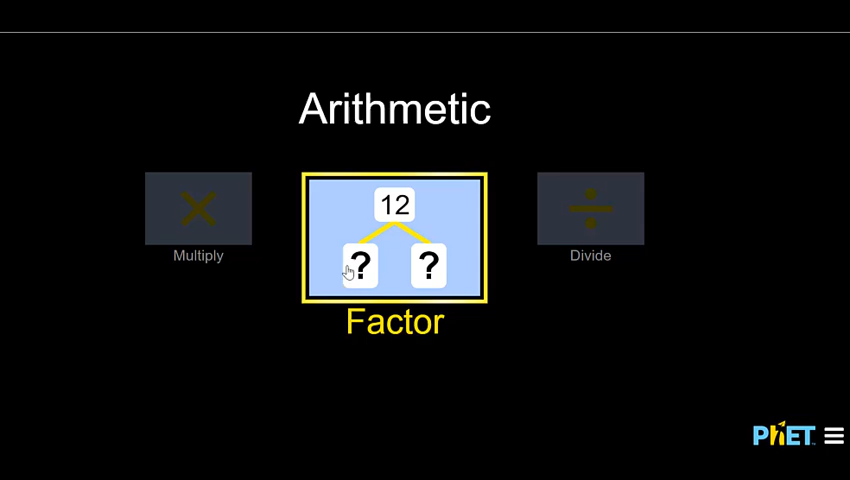 Arithmetic
×
12
÷
? ?
Multiply
Divide
Factor
PhET